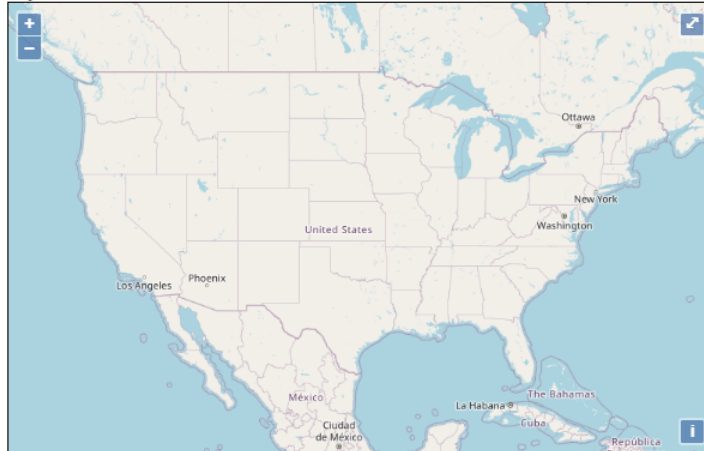 +
−
Ottawa
New York
Washington
United States
Los Angeles
Phoenix
México
La Habana
The Bahamas
Cuba
Ciudad
de México
República
i